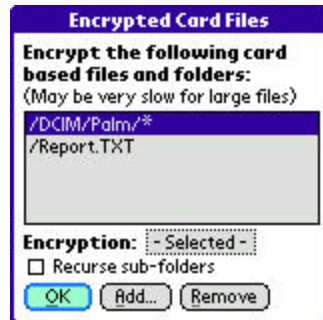 Encrypted Card Files
Encrypt the following card
based files and folders:
(May be very slow for large files)
/DCIM/Palm/*
/Report.TXT
Encryption: - Selected -
Recurse sub-folders
OK Add... Remove